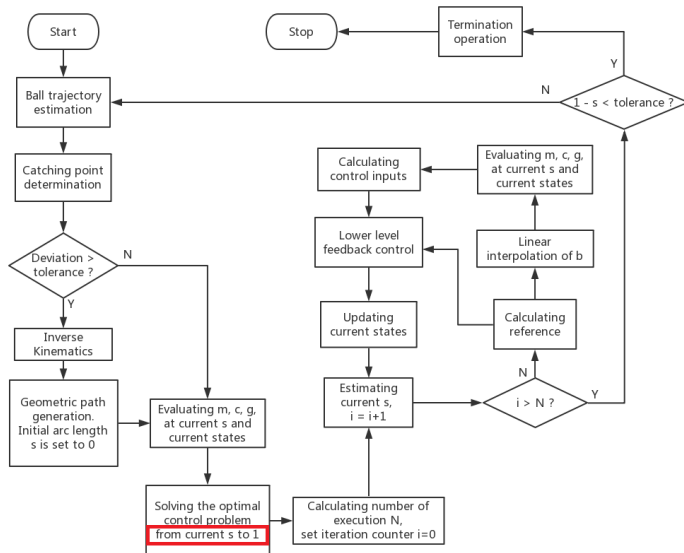 Start
Stop
Termination
operation
Y
N
1 - s < tolerance ?
Ball trajectory
estimation
Catching point
determination
Deviation >
tolerance ?
N
Y
Inverse
Kinematics
Geometric path
generation.
Initial arc length
s is set to 0
Evaluating m, c, g,
at current s and
current states
Solving the optimal
control problem
from current s to 1
Calculating number of
execution N,
set iteration counter i=0
Estimating
current s,
i = i+1
i > N ?
N
Y
Calculating
reference
Linear
interpolation of b
Evaluating m, c, g,
at current s and
current states
Calculating
control inputs
Lower level
feedback control
Updating
current states